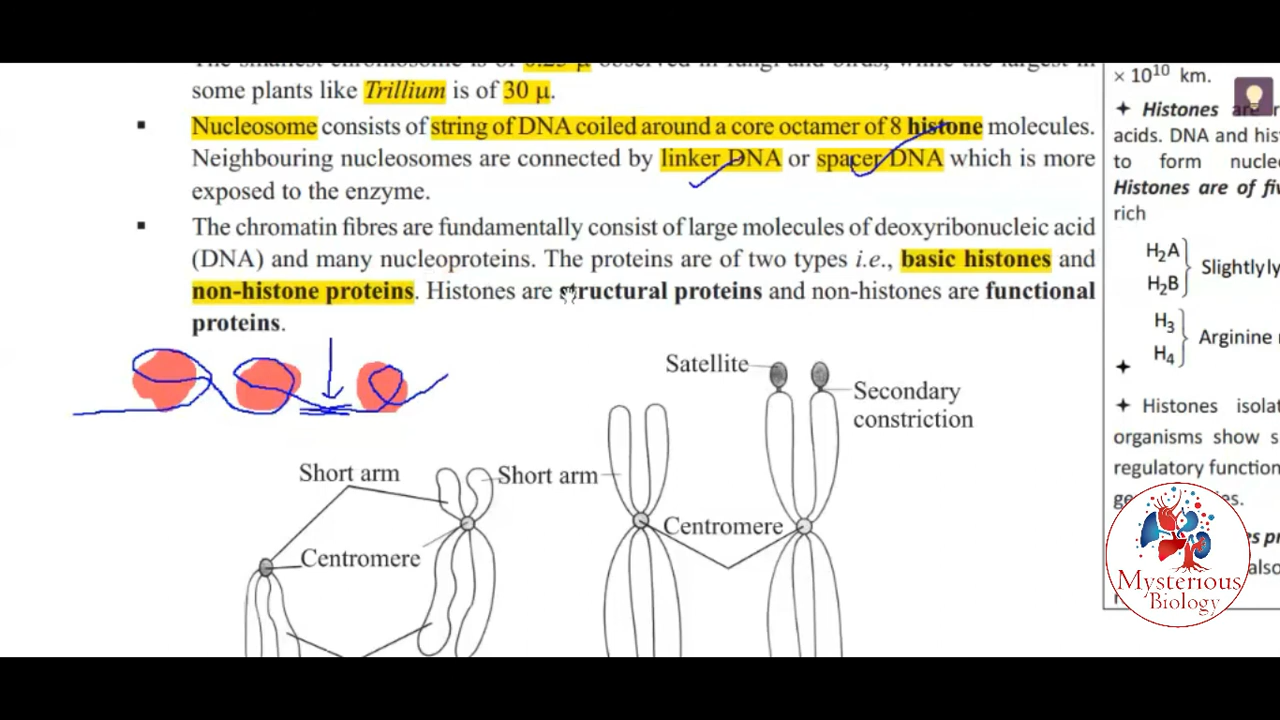 some plants like Trillium is of 30 μ.
▪ Nucleosome consists of string of DNA coiled around a core octamer of 8 histone molecules.
Neighbouring nucleosomes are connected by linker DNA or spacer DNA which is more
exposed to the enzyme.
▪ The chromatin fibres are fundamentally consist of large molecules of deoxyribonucleic acid
(DNA) and many nucleoproteins. The proteins are of two types i.e., basic histones and
non-histone proteins. Histones are structural proteins and non-histones are functional
proteins.
Satellite
Secondary
constriction
Short arm
Short arm
Centromere
Centromere
× 10¹⁰ km.
✦ Histones
acids. DNA and
to form
Histones are of
rich
H₂A
H₂B
Slightly
H₃
H₄
Arginine
✦
✦ Histones
organisms show
regulatory
Mysterious
Biology